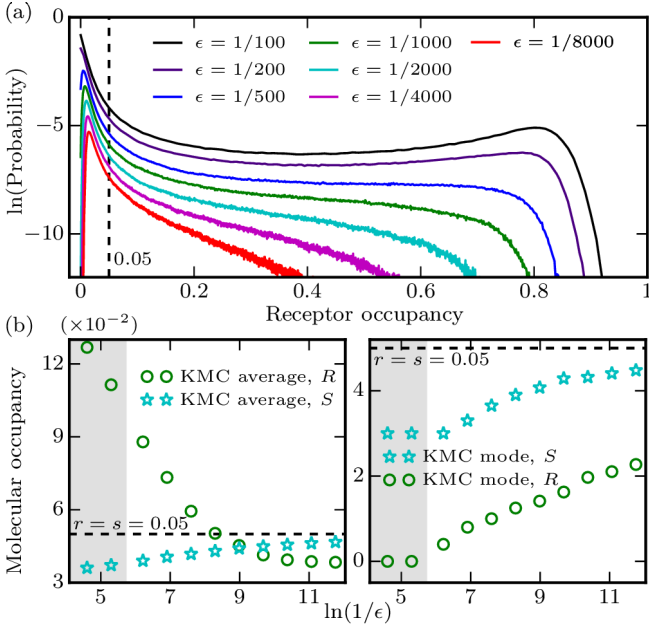 (a)
0
−5
−10
ln(Probability)
ϵ = 1/100
ϵ = 1/1000
ϵ = 1/8000
ϵ = 1/200
ϵ = 1/2000
ϵ = 1/500
ϵ = 1/4000
0.05
0
0.2
0.4
0.6
0.8
1
Receptor occupancy
(b)
(×10⁻²)
12
9
6
3
Molecular occupancy
KMC average, R
KMC average, S
r = s = 0.05
5
7
9
11
4
2
0
r = s = 0.05
KMC mode, S
KMC mode, R
5
7
9
11
ln(1/ϵ)